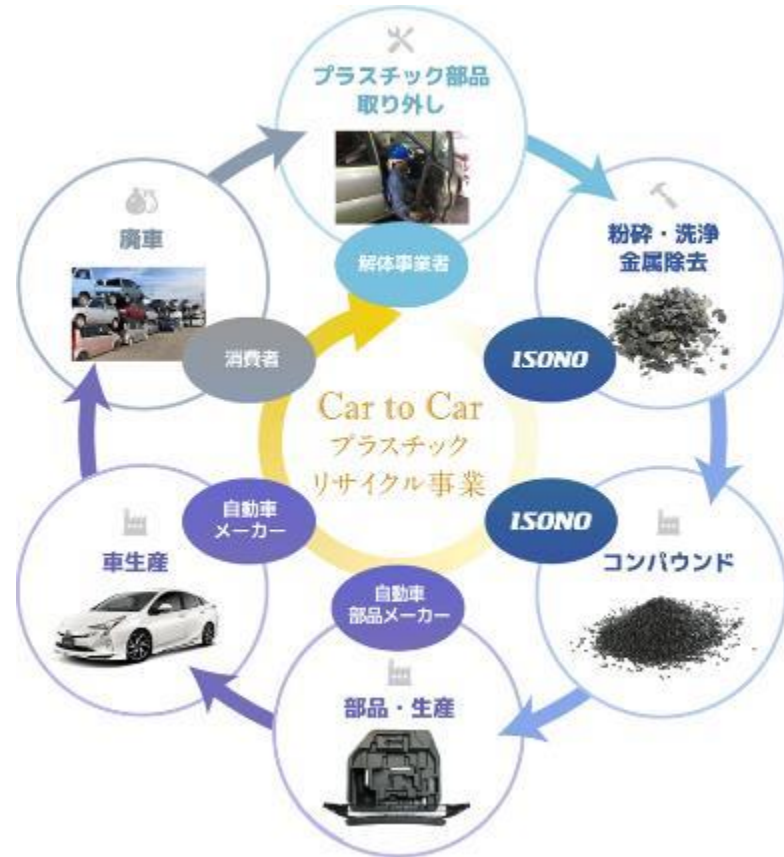 プラスチック部品
取り外し
解体事業者
粉砕・洗浄
金属除去
ISONO
コンパウンド
ISONO
部品・生産
自動車
部品メーカー
車生産
自動車
メーカー
廃車
消費者
Car to Car
プラスチック
リサイクル事業